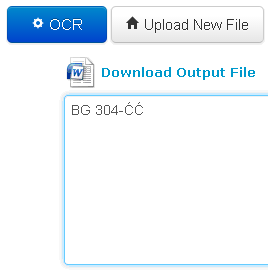 OCR
Upload New File
Download Output File
BG 304-ĆĆ